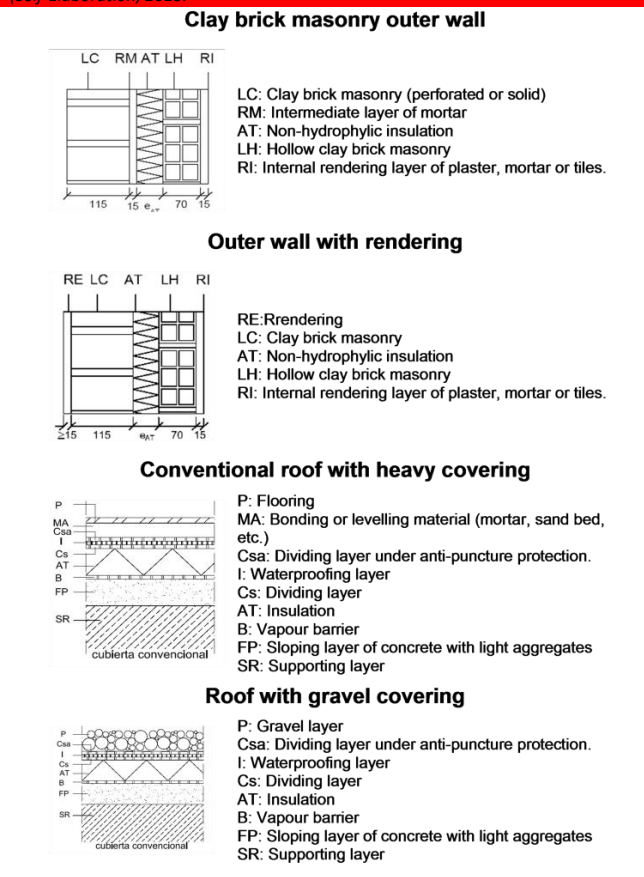 Clay brick masonry outer wall
LC RM AT LH RI
LC: Clay brick masonry (perforated or solid)
RM: Intermediate layer of mortar
AT: Non-hydrophylic insulation
LH: Hollow clay brick masonry
RI: Internal rendering layer of plaster, mortar or tiles.
115 15 eAT 70 15
Outer wall with rendering
RE LC AT LH RI
RE:Rrendering
LC: Clay brick masonry
AT: Non-hydrophylic insulation
LH: Hollow clay brick masonry
RI: Internal rendering layer of plaster, mortar or tiles.
≥15 115 eAT 70 15
Conventional roof with heavy covering
P
MA
Csa
I
Cs
AT
B
FP
SR
cubierta convencional
P: Flooring
MA: Bonding or levelling material (mortar, sand bed,
etc.)
Csa: Dividing layer under anti-puncture protection.
I: Waterproofing layer
Cs: Dividing layer
AT: Insulation
B: Vapour barrier
FP: Sloping layer of concrete with light aggregates
SR: Supporting layer
Roof with gravel covering
P
Csa
I
Cs
AT
B
FP
SR
cubierta convencional
P: Gravel layer
Csa: Dividing layer under anti-puncture protection.
I: Waterproofing layer
Cs: Dividing layer
AT: Insulation
B: Vapour barrier
FP: Sloping layer of concrete with light aggregates
SR: Supporting layer